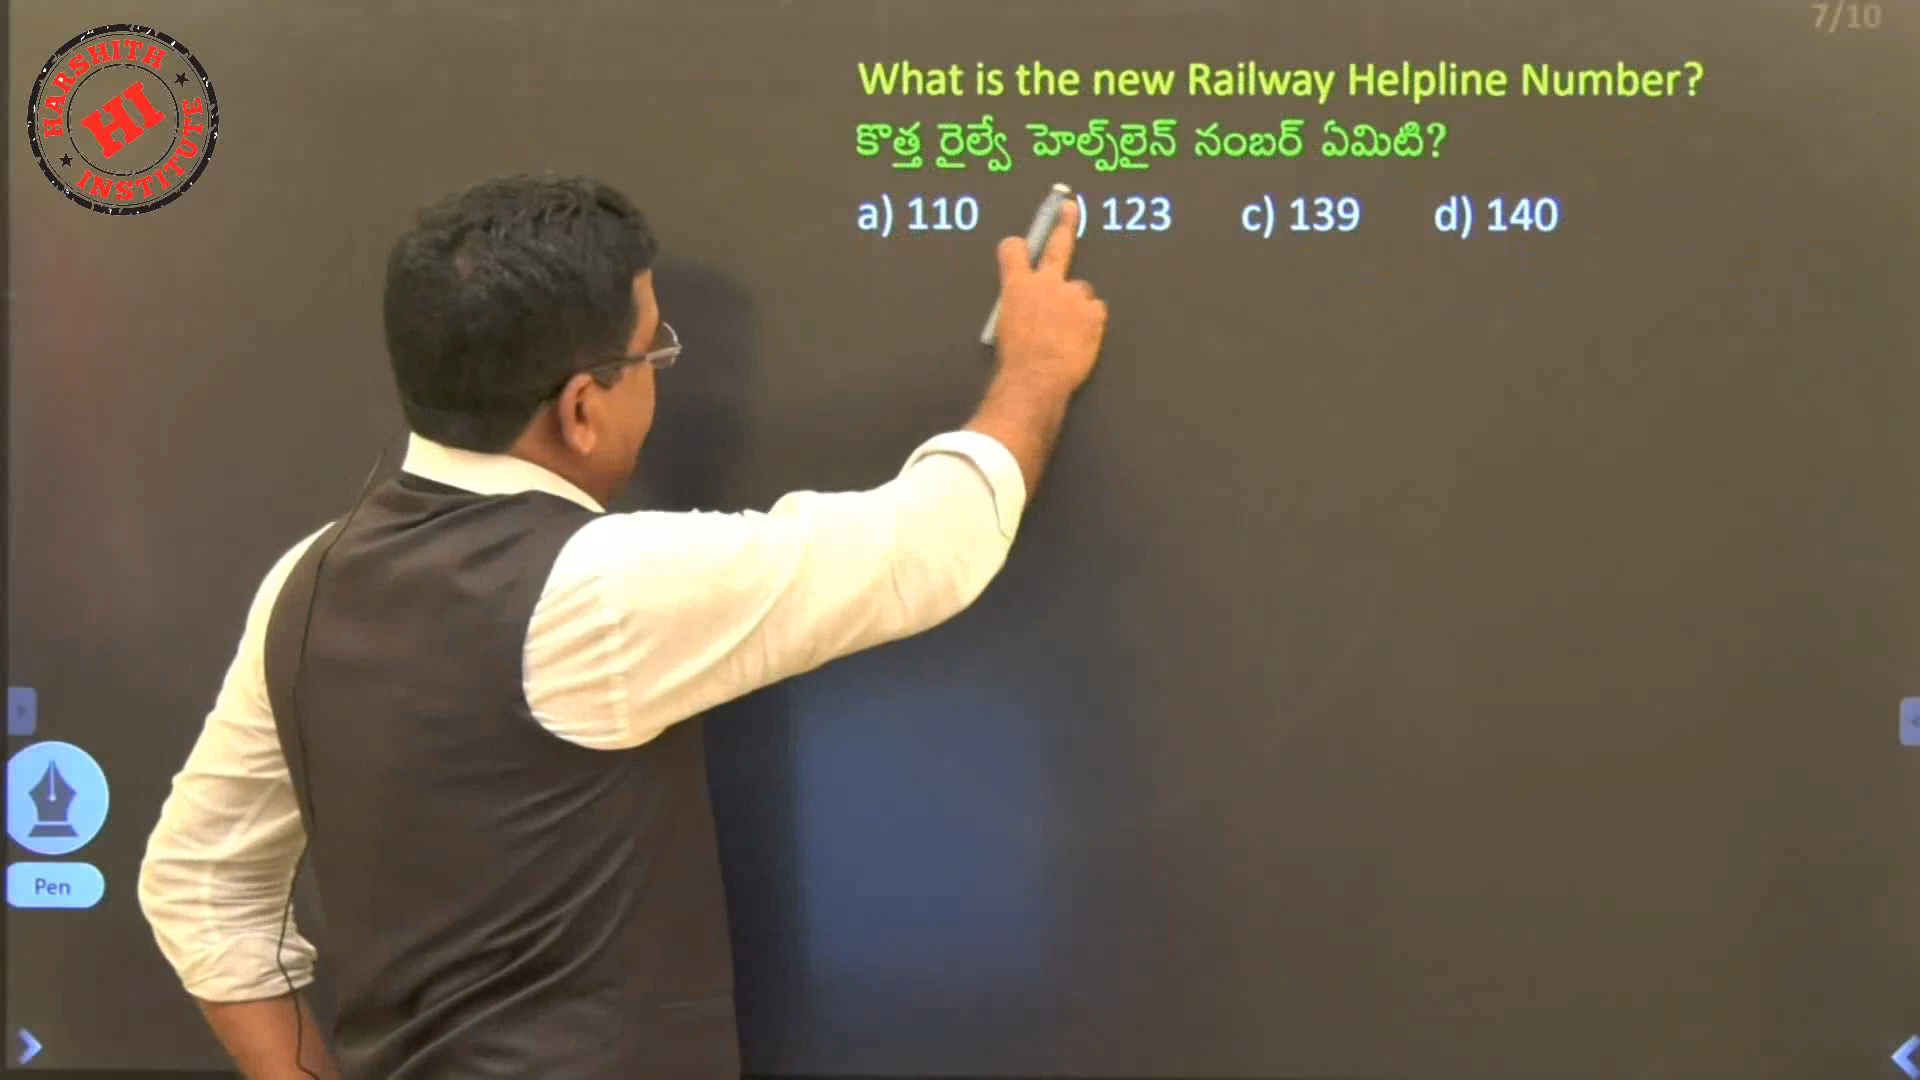 7/10
HARSHITH
HI
INSTITUTE
What is the new Railway Helpline Number?
కొత్త రైల్వే హెల్ప్‌లైన్ నంబర్ ఏమిటి?
a) 110 ) 123 c) 139 d) 140
Pen